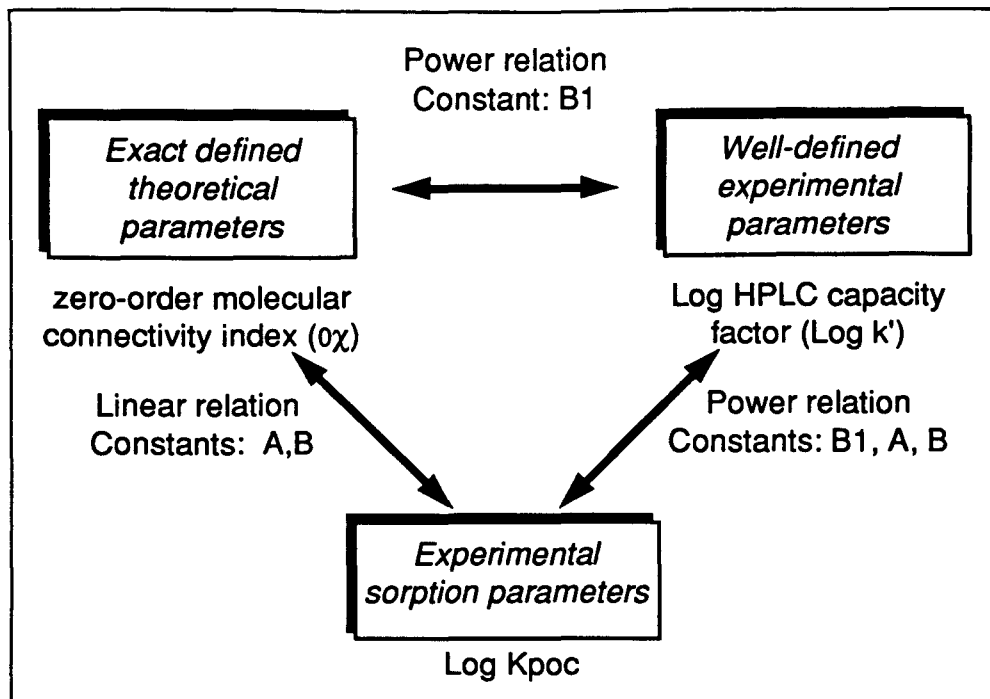 Power relation
Constant: B1
Exact defined
theoretical
parameters
Well-defined
experimental
parameters
zero-order molecular
connectivity index (0χ)
Log HPLC capacity
factor (Log k')
Linear relation
Constants: A,B
Power relation
Constants: B1, A, B
Experimental
sorption parameters
Log Kpoc